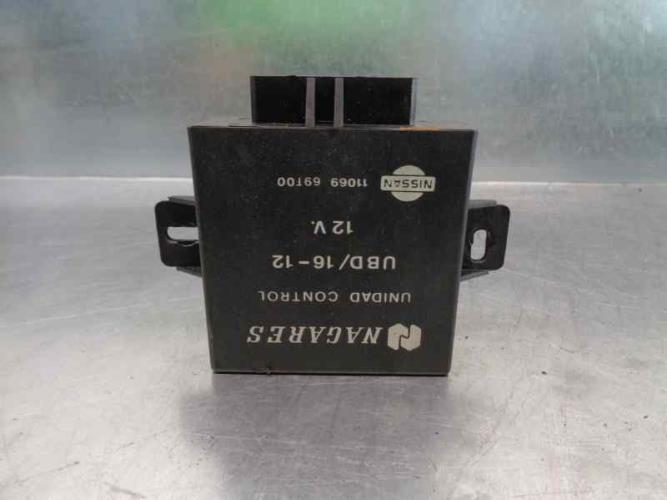 NAGARES
UNIDAD CONTROL
UBD/16-12
12 V.
NISSAN 11069 69T00